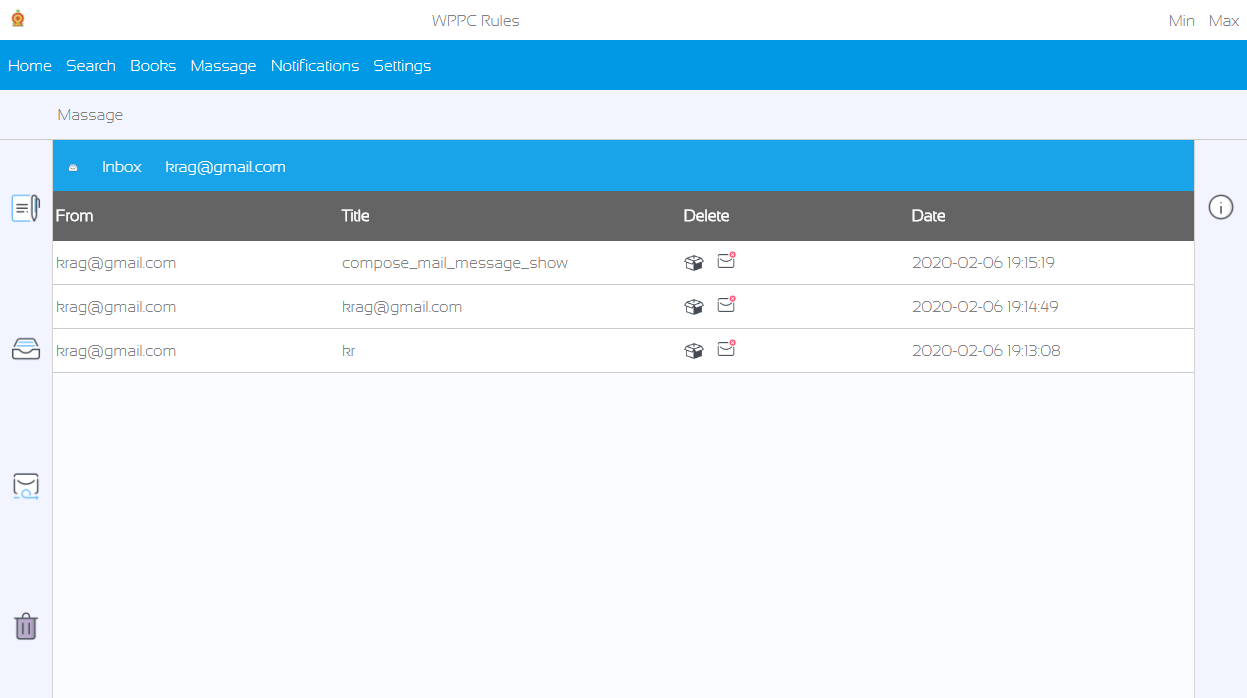 WPPC Rules Min Max
Home Search Books Massage Notifications Settings
Massage
Inbox krag@gmail.com
From Title Delete Date
krag@gmail.com compose_mail_message_show 2020-02-06 19:15:19
krag@gmail.com krag@gmail.com 2020-02-06 19:14:49
krag@gmail.com kr 2020-02-06 19:13:08